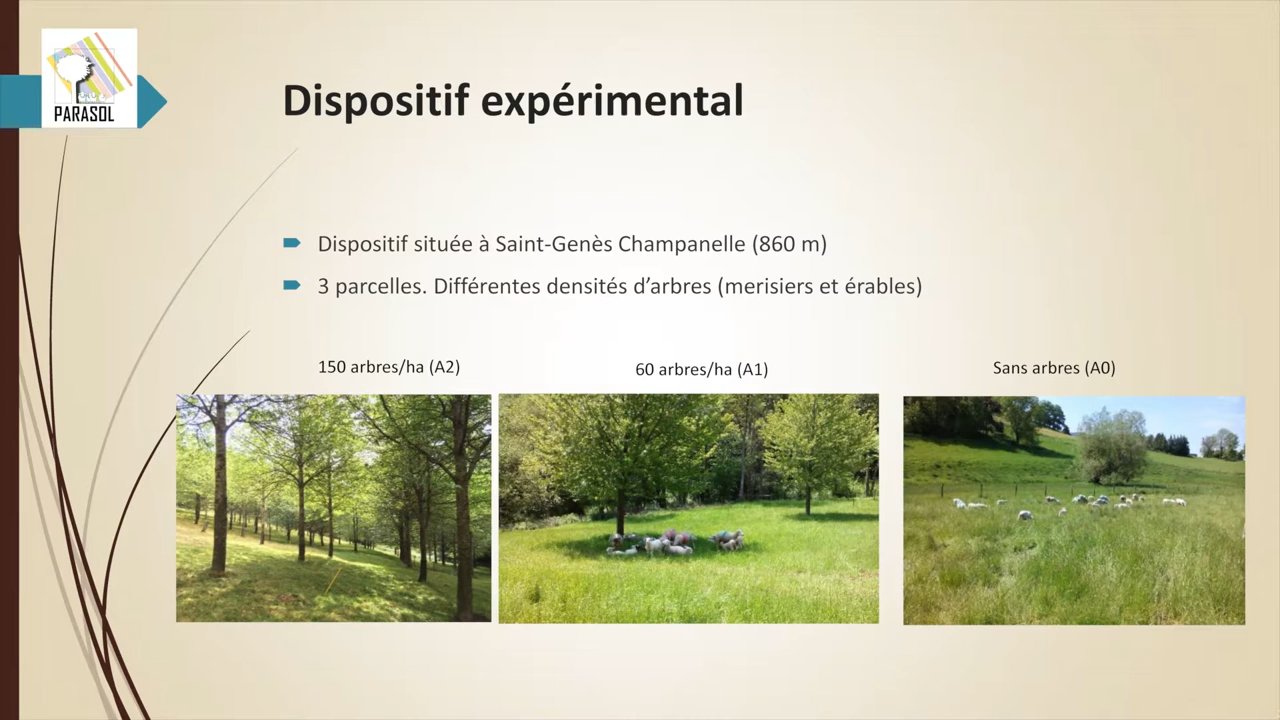 PARASOL
Dispositif expérimental
Dispositif située à Saint-Genès Champanelle (860 m)
3 parcelles. Différentes densités d’arbres (merisiers et érables)
150 arbres/ha (A2)
60 arbres/ha (A1)
Sans arbres (A0)